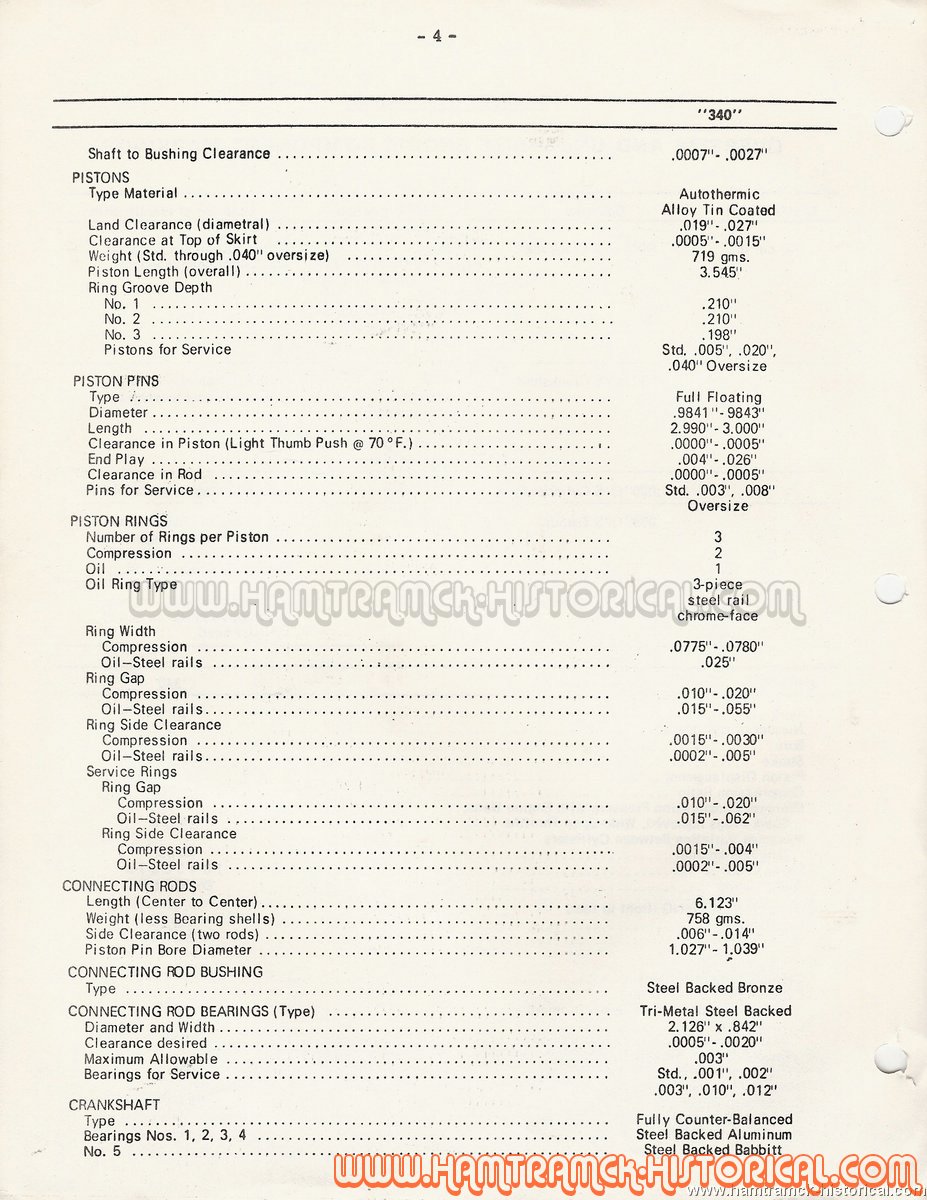 - 4 -
"340"
Shaft to Bushing Clearance .0007"- .0027"
PISTONS
Type Material Autothermic
Alloy Tin Coated
Land Clearance (diametral) .019"- .027"
Clearance at Top of Skirt .0005"- .0015"
Weight (Std. through .040" oversize) 719 gms.
Piston Length (overall) 3.545"
Ring Groove Depth
No. 1 .210"
No. 2 .210"
No. 3 .198"
Pistons for Service Std. .005", .020",
.040" Oversize
PISTON PINS
Type Full Floating
Diameter .9841"- 9843"
Length 2.990"- 3.000"
Clearance in Piston (Light Thumb Push @ 70°F.) .0000"- .0005"
End Play .004"- .026"
Clearance in Rod .0000"- .0005"
Pins for Service Std. .003", .008"
Oversize
PISTON RINGS
Number of Rings per Piston 3
Compression 2
Oil 1
Oil Ring Type 3-piece
www.Hamtramck-Historical.com
steel rail
chrome-face
Ring Width
Compression .0775"- .0780"
Oil—Steel rails .025"
Ring Gap
Compression .010"- .020"
Oil—Steel rails .015"- .055"
Ring Side Clearance
Compression .0015"- .0030"
Oil—Steel rails .0002"- .005"
Service Rings
Ring Gap
Compression .010"- .020"
Oil—Steel rails .015"- .062"
Ring Side Clearance
Compression .0015"- .004"
Oil—Steel rails .0002"- .005"
CONNECTING RODS
Length (Center to Center) 6.123"
Weight (less Bearing shells) 758 gms.
Side Clearance (two rods) .006"- .014"
Piston Pin Bore Diameter 1.027"- 1.039"
CONNECTING ROD BUSHING
Type Steel Backed Bronze
CONNECTING ROD BEARINGS (Type) Tri-Metal Steel Backed
Diameter and Width 2.126" x .842"
Clearance desired .0005"- .0020"
Maximum Allowable .003"
Bearings for Service Std., .001", .002"
.003", .010", .012"
CRANKSHAFT
Type Fully Counter-Balanced
Bearings Nos. 1, 2, 3, 4 Steel Backed Aluminum
No. 5 Steel Backed Babbitt
www.Hamtramck-Historical.com
www.hamtramck-historical.com